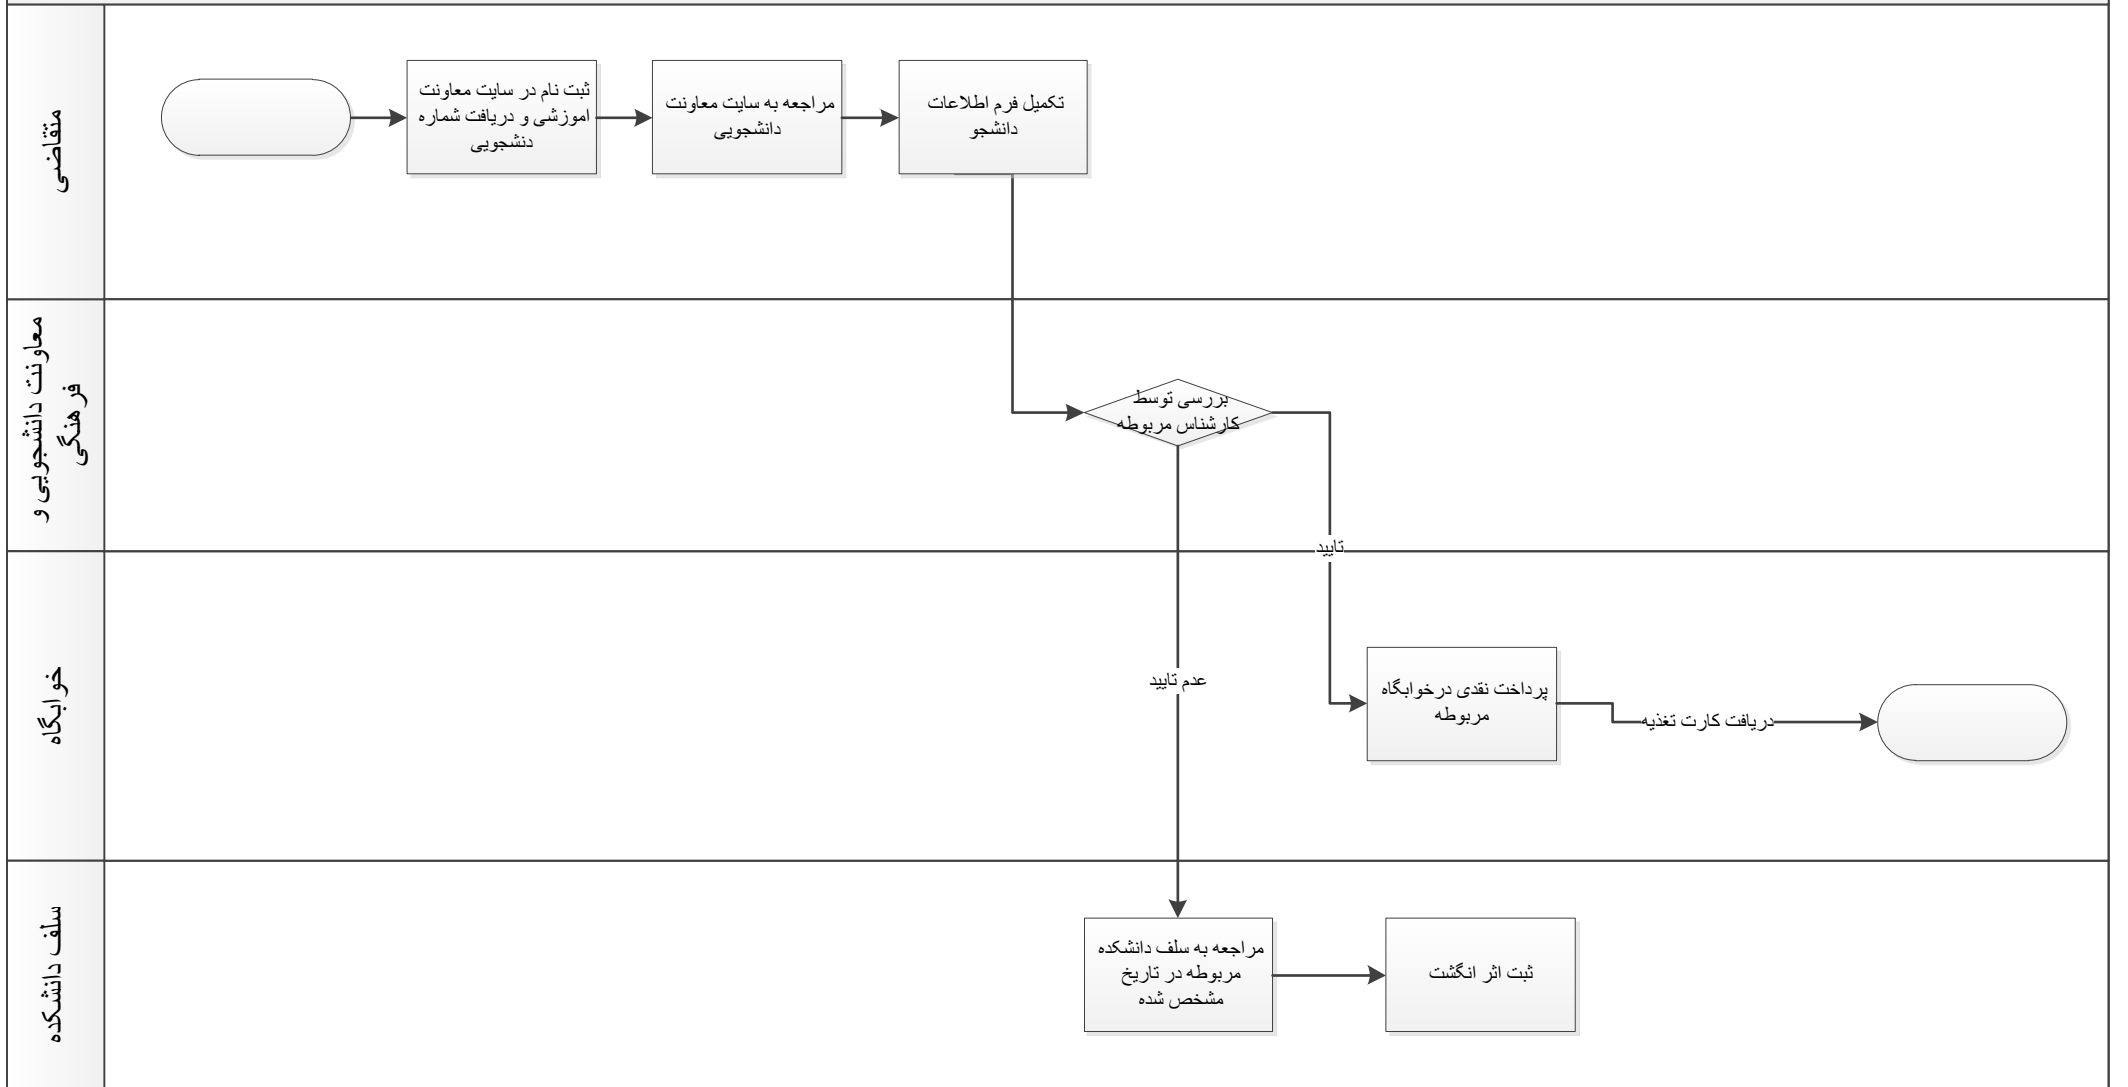 متقاضی
ثبت نام در سایت معاونت
اموزشی و دریافت شماره
دنشجویی
مراجعه به سایت معاونت
دانشجویی
تکمیل فرم اطلاعات
دانشجو
معاونت دانشجویی و
فرهنگی
بررسی توسط
کارشناس مربوطه
تایید
عدم تایید
خوابگاه
پرداخت نقدی درخوابگاه
مربوطه
دریافت کارت تغذیه
سلف دانشکده
مراجعه به سلف دانشکده
مربوطه در تاریخ
مشخص شده
ثبت اثر انگشت